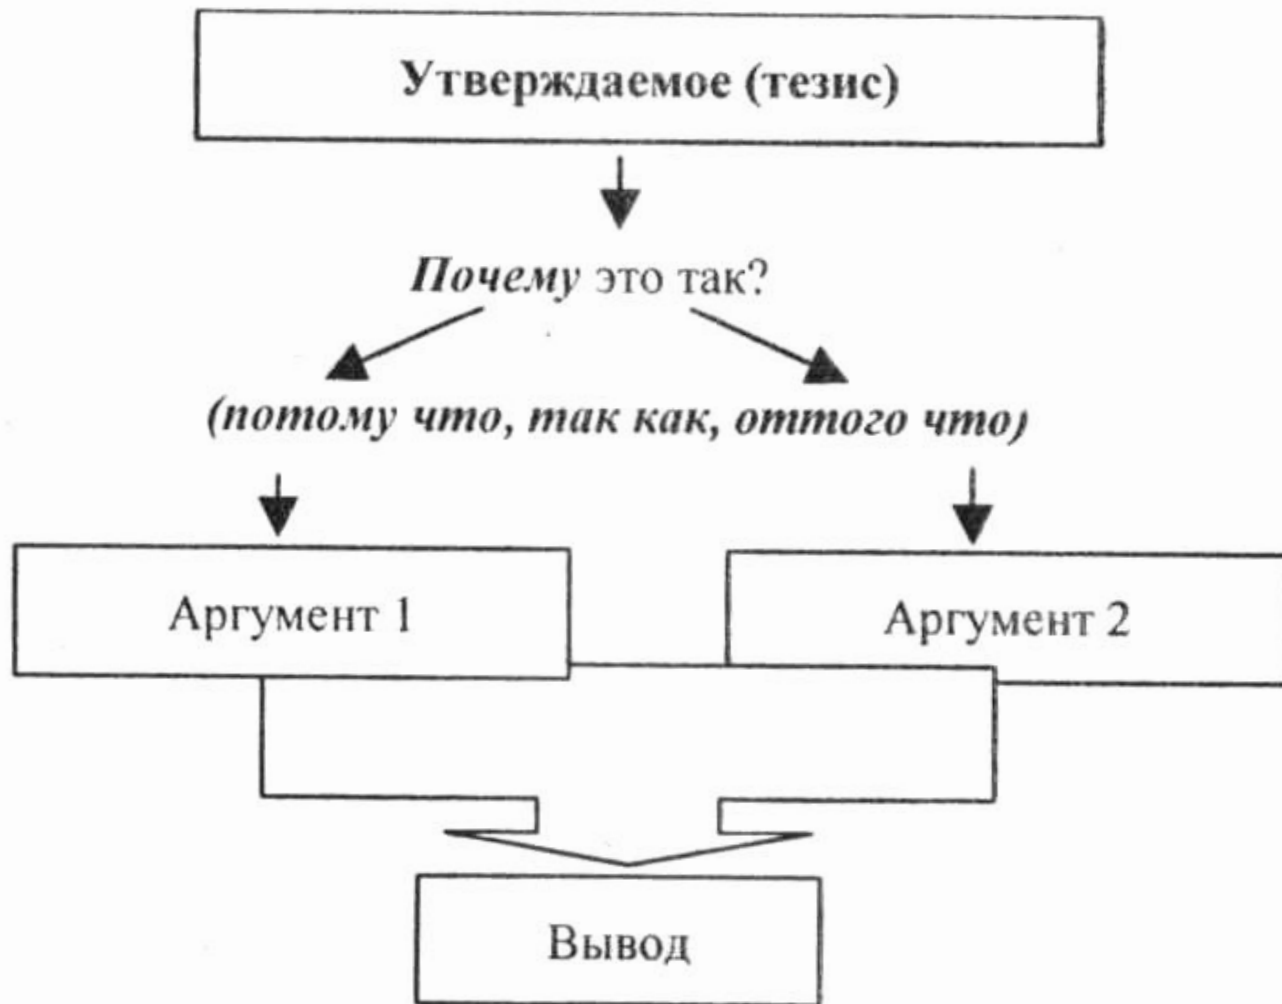 Утверждаемое (тезис)
Почему это так?
(потому что, так как, оттого что)
Аргумент 1
Аргумент 2
Вывод